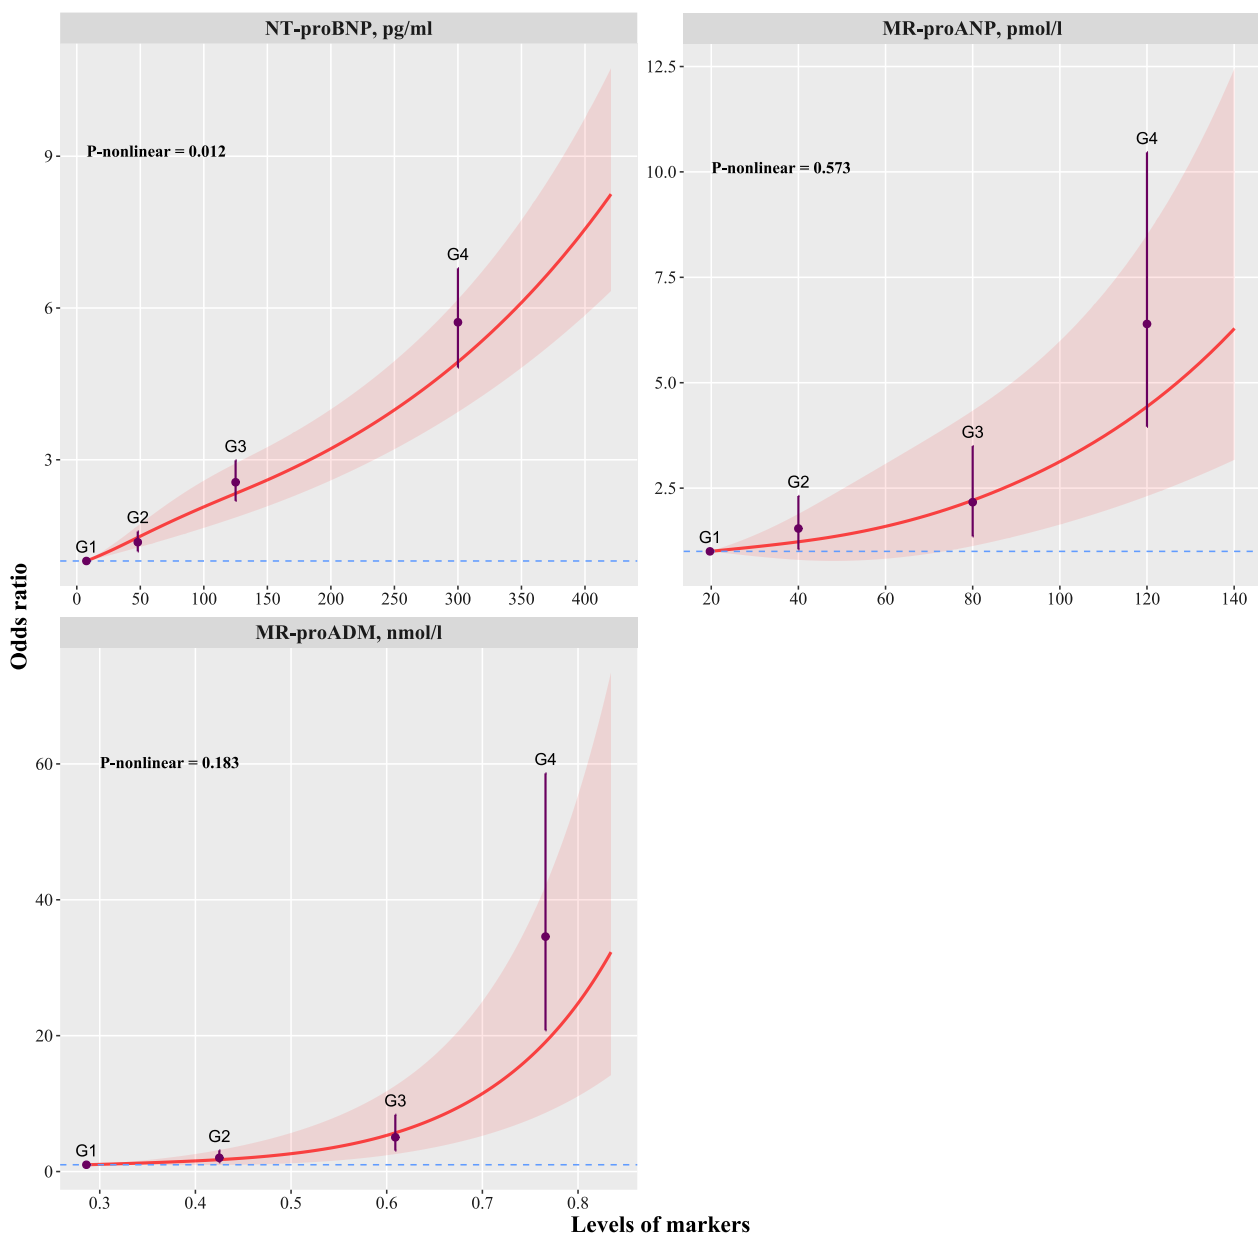 NT-proBNP, pg/ml
9
6
3
P-nonlinear = 0.012
G1
G2
G3
G4
0 50 100 150 200 250 300 350 400
MR-proANP, pmol/l
12.5
10.0
7.5
5.0
2.5
P-nonlinear = 0.573
G1
G2
G3
G4
20 40 60 80 100 120 140
Odds ratio
MR-proADM, nmol/l
60
40
20
0
P-nonlinear = 0.183
G1
G2
G3
G4
0.3 0.4 0.5 0.6 0.7 0.8
Levels of markers